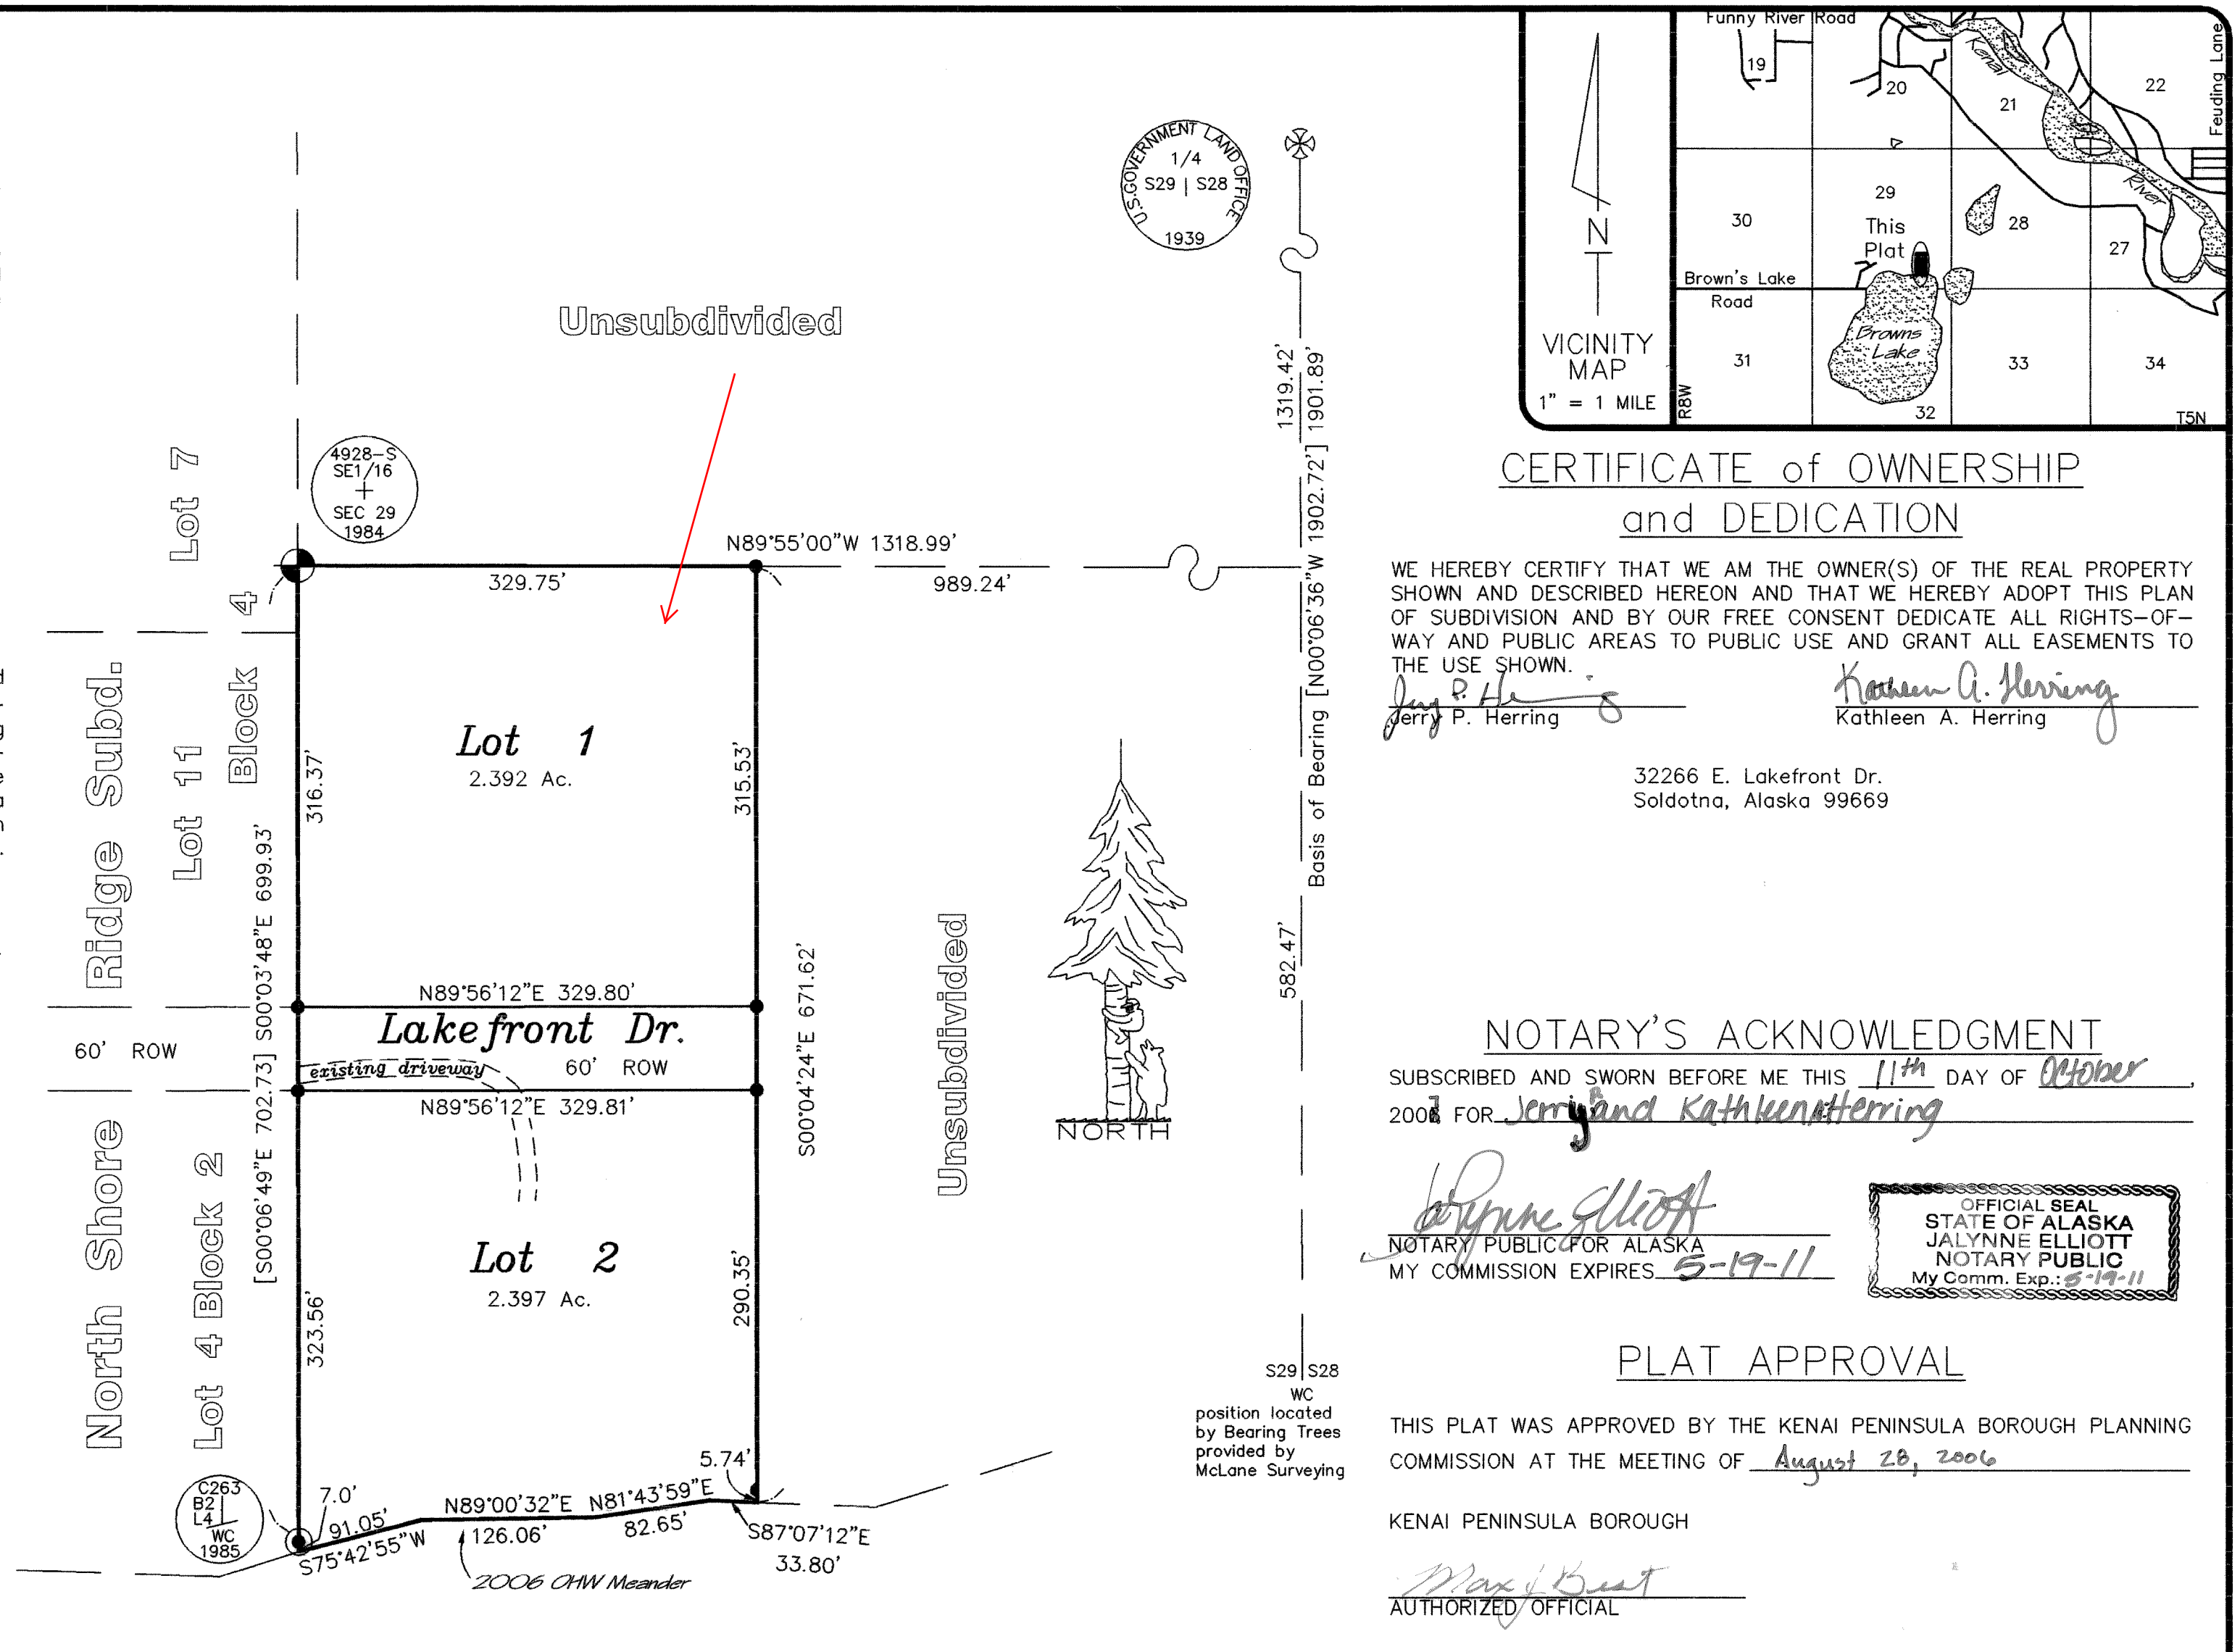 Funny River Road
Kenai
River
Feuding Lane
19
20
21
22
30
29
28
27
This
Plat
Brown's Lake
Road
Browns
Lake
31
32
33
34
R8W
T5N
N
VICINITY
MAP
1" = 1 MILE
U.S.GOVERNMENT LAND OFFICE
1/4
S29 | S28
1939
Unsubdivided
4928-S
SE1/16
SEC 29
1984
Lot 7
Block 4
Lot 11
North Shore Ridge Subd.
Lot 4 Block 2
60' ROW
N89°55'00"W 1318.99'
329.75'
989.24'
316.37'
Lot 1
2.392 Ac.
315.53'
[S00°06'49"E 702.73] S00°03'48"E 699.93'
N89°56'12"E 329.80'
Lakefront Dr.
existing driveway
60' ROW
N89°56'12"E 329.81'
S00°04'24"E 671.62'
Unsubdivided
323.56'
Lot 2
2.397 Ac.
290.35'
5.74'
7.0'
91.05'
S75°42'55"W
N89°00'32"E
126.06'
N81°43'59"E
82.65'
S87°07'12"E
33.80'
2006 OHW Meander
C263
B2
L4
WC
1985
NORTH
1319.42'
582.47'
Basis of Bearing [N00°06'36"W 1902.72'] 1901.89'
S29 S28
WC
position located
by Bearing Trees
provided by
McLane Surveying
CERTIFICATE of OWNERSHIP
and DEDICATION
WE HEREBY CERTIFY THAT WE AM THE OWNER(S) OF THE REAL PROPERTY
SHOWN AND DESCRIBED HEREON AND THAT WE HEREBY ADOPT THIS PLAN
OF SUBDIVISION AND BY OUR FREE CONSENT DEDICATE ALL RIGHTS-OF-
WAY AND PUBLIC AREAS TO PUBLIC USE AND GRANT ALL EASEMENTS TO
THE USE SHOWN.
Jerry P. Herring
Kathleen A. Herring
Jerry P. Herring
Kathleen A. Herring
32266 E. Lakefront Dr.
Soldotna, Alaska 99669
NOTARY'S ACKNOWLEDGMENT
SUBSCRIBED AND SWORN BEFORE ME THIS 11th DAY OF October,
2007 FOR Jerry P and Kathleen A Herring
JaLynne Elliott
NOTARY PUBLIC FOR ALASKA
MY COMMISSION EXPIRES 5-19-11
OFFICIAL SEAL
STATE OF ALASKA
JALYNNE ELLIOTT
NOTARY PUBLIC
My Comm. Exp.: 5-19-11
PLAT APPROVAL
THIS PLAT WAS APPROVED BY THE KENAI PENINSULA BOROUGH PLANNING
COMMISSION AT THE MEETING OF August 28, 2006
KENAI PENINSULA BOROUGH
Max J Best
AUTHORIZED OFFICIAL